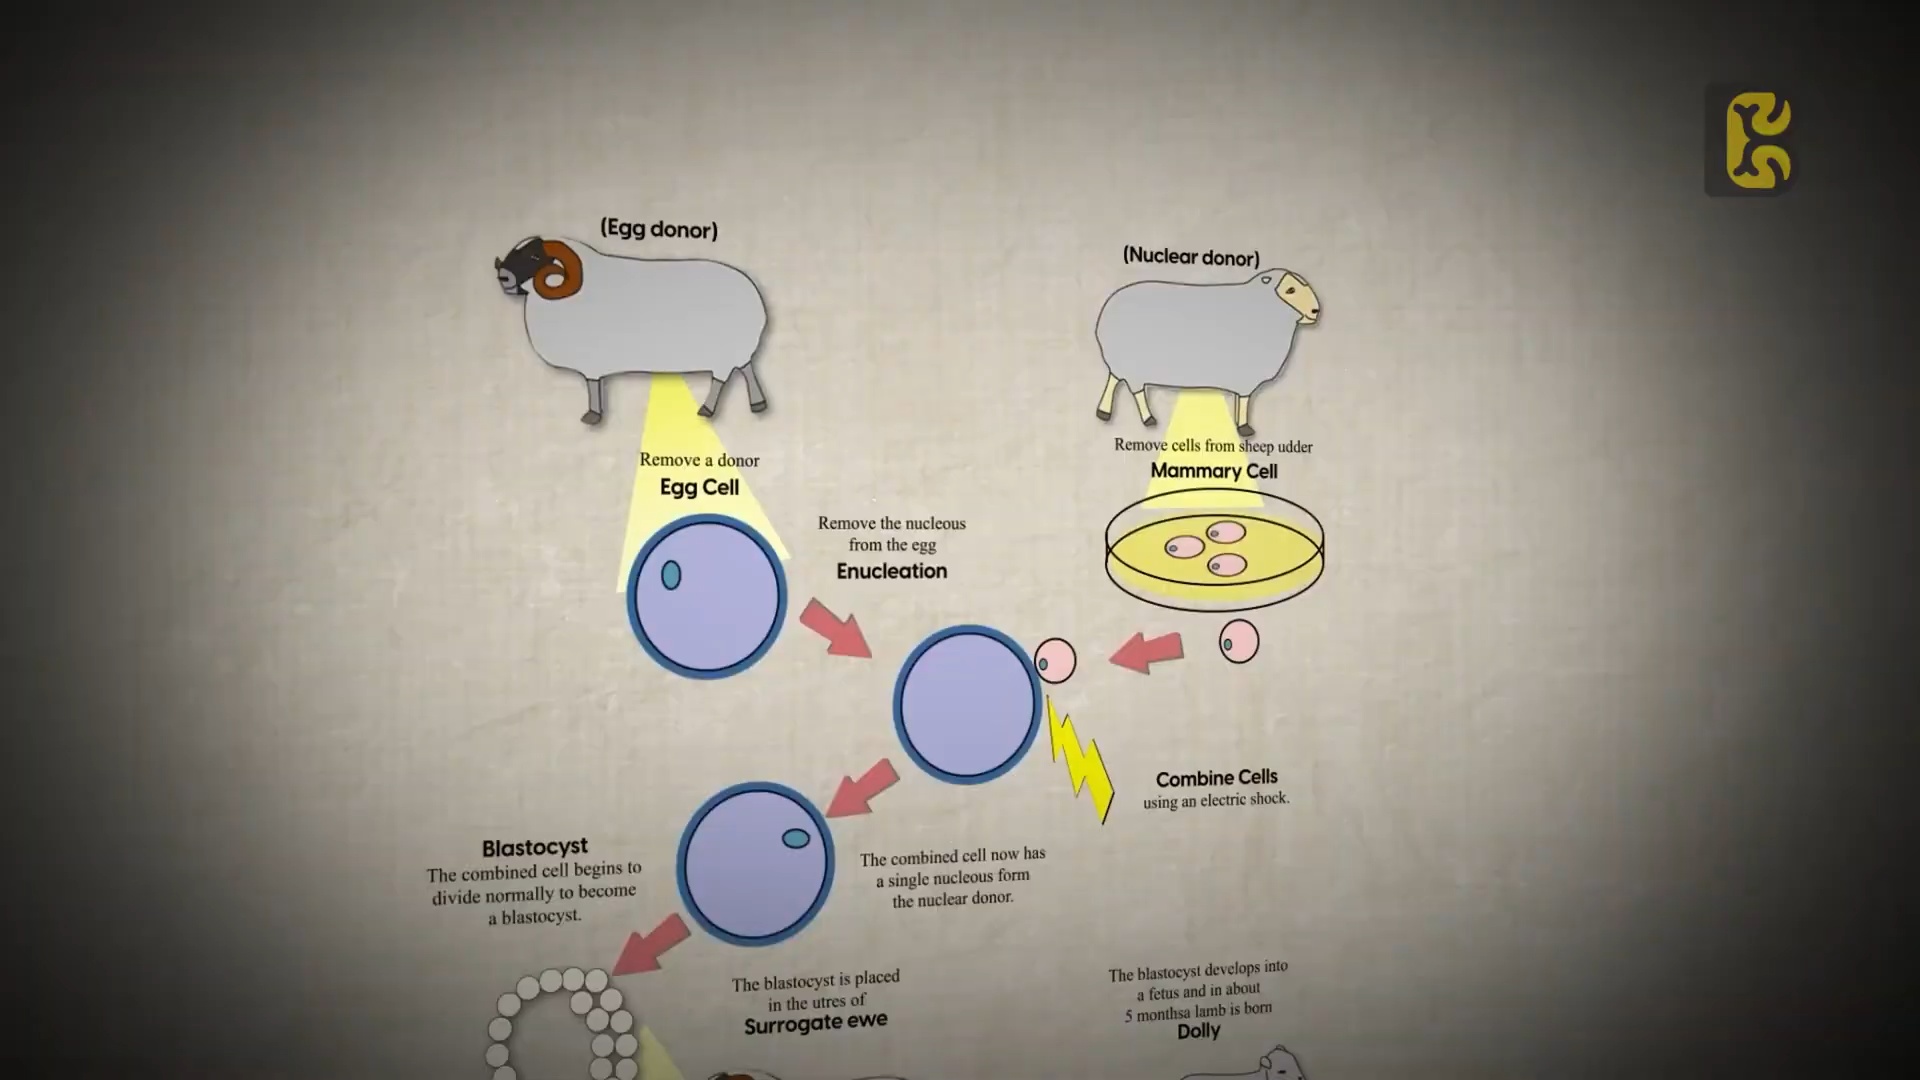 (Egg donor)
(Nuclear donor)
Remove cells from sheep udder
Mammary Cell
Remove a donor
Egg Cell
Remove the nucleous
from the egg
Enucleation
Combine Cells
using an electric shock.
Blastocyst
The combined cell begins to
divide normally to become
a blastocyst.
The combined cell now has
a single nucleous form
the nuclear donor.
The blastocyst is placed
in the utres of
Surrogate ewe
The blastocyst develops into
a fetus and in about
5 monthsa lamb is born
Dolly